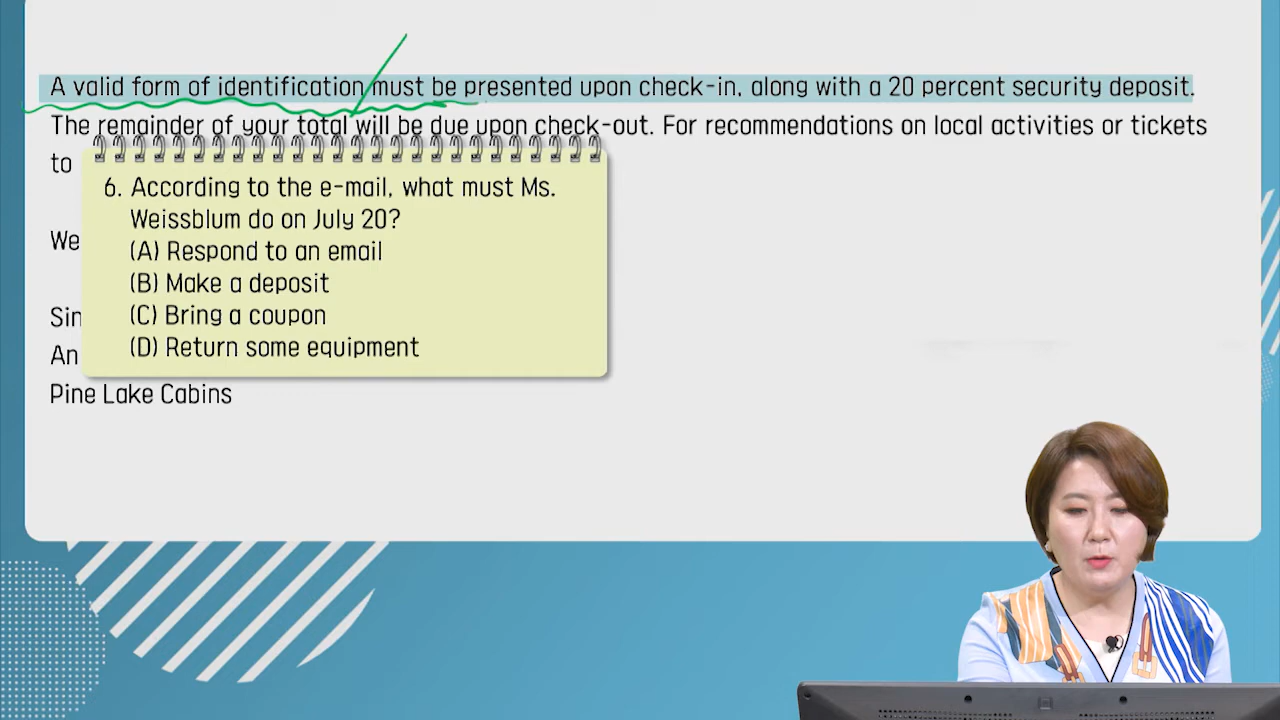 A valid form of identification must be presented upon check-in, along with a 20 percent security deposit.
The remainder of your total will be due upon check-out. For recommendations on local activities or tickets
to
6. According to the e-mail, what must Ms.
Weissblum do on July 20?
(A) Respond to an email
(B) Make a deposit
(C) Bring a coupon
(D) Return some equipment
We
Sin
An
Pine Lake Cabins